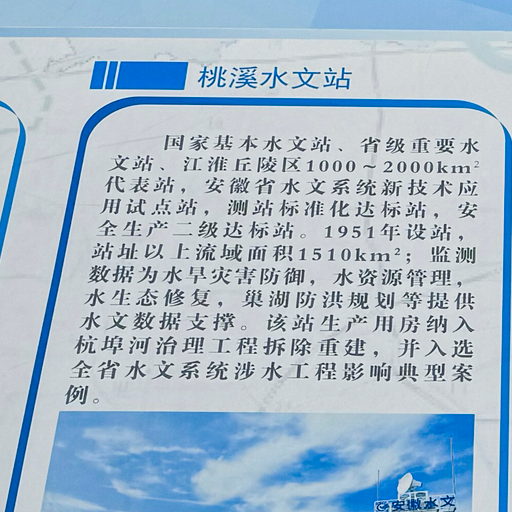 桃溪水文站
国家基本水文站、省级重要水
文站、江淮丘陵区1000～2000km²
代表站，安徽省水文系统新技术应
用试点站，测站标准化达标站，安
全生产二级达标站。1951年设站，
站址以上流域面积1510km²；监测
数据为水旱灾害防御，水资源管理，
水生态修复，巢湖防洪规划等提供
水文数据支撑。该站生产用房纳入
杭埠河治理工程拆除重建，并入选
全省水文系统涉水工程影响典型案
例。
安徽水文